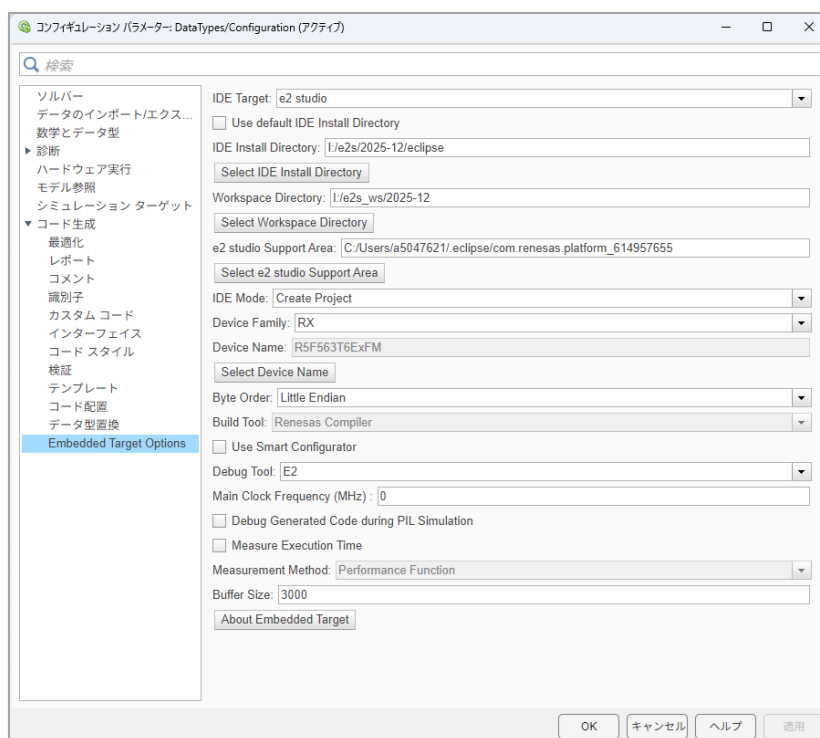 コンフィギュレーション パラメーター: DataTypes/Configuration (アクティブ)
検索
ソルバー
データのインポート/エクス...
数学とデータ型
診断
ハードウェア実行
モデル参照
シミュレーション ターゲット
コード生成
最適化
レポート
コメント
識別子
カスタム コード
インターフェイス
コード スタイル
検証
テンプレート
コード配置
データ型置換
Embedded Target Options
IDE Target: e2 studio
Use default IDE Install Directory
IDE Install Directory: I:/e2s/2025-12/eclipse
Select IDE Install Directory
Workspace Directory: I:/e2s_ws/2025-12
Select Workspace Directory
e2 studio Support Area: C:/Users/a5047621/.eclipse/com.renesas.platform_614957655
Select e2 studio Support Area
IDE Mode: Create Project
Device Family: RX
Device Name: R5F563T6ExFM
Select Device Name
Byte Order: Little Endian
Build Tool: Renesas Compiler
Use Smart Configurator
Debug Tool: E2
Main Clock Frequency (MHz) : 0
Debug Generated Code during PIL Simulation
Measure Execution Time
Measurement Method: Performance Function
Buffer Size: 3000
About Embedded Target
OK キャンセル ヘルプ 適用